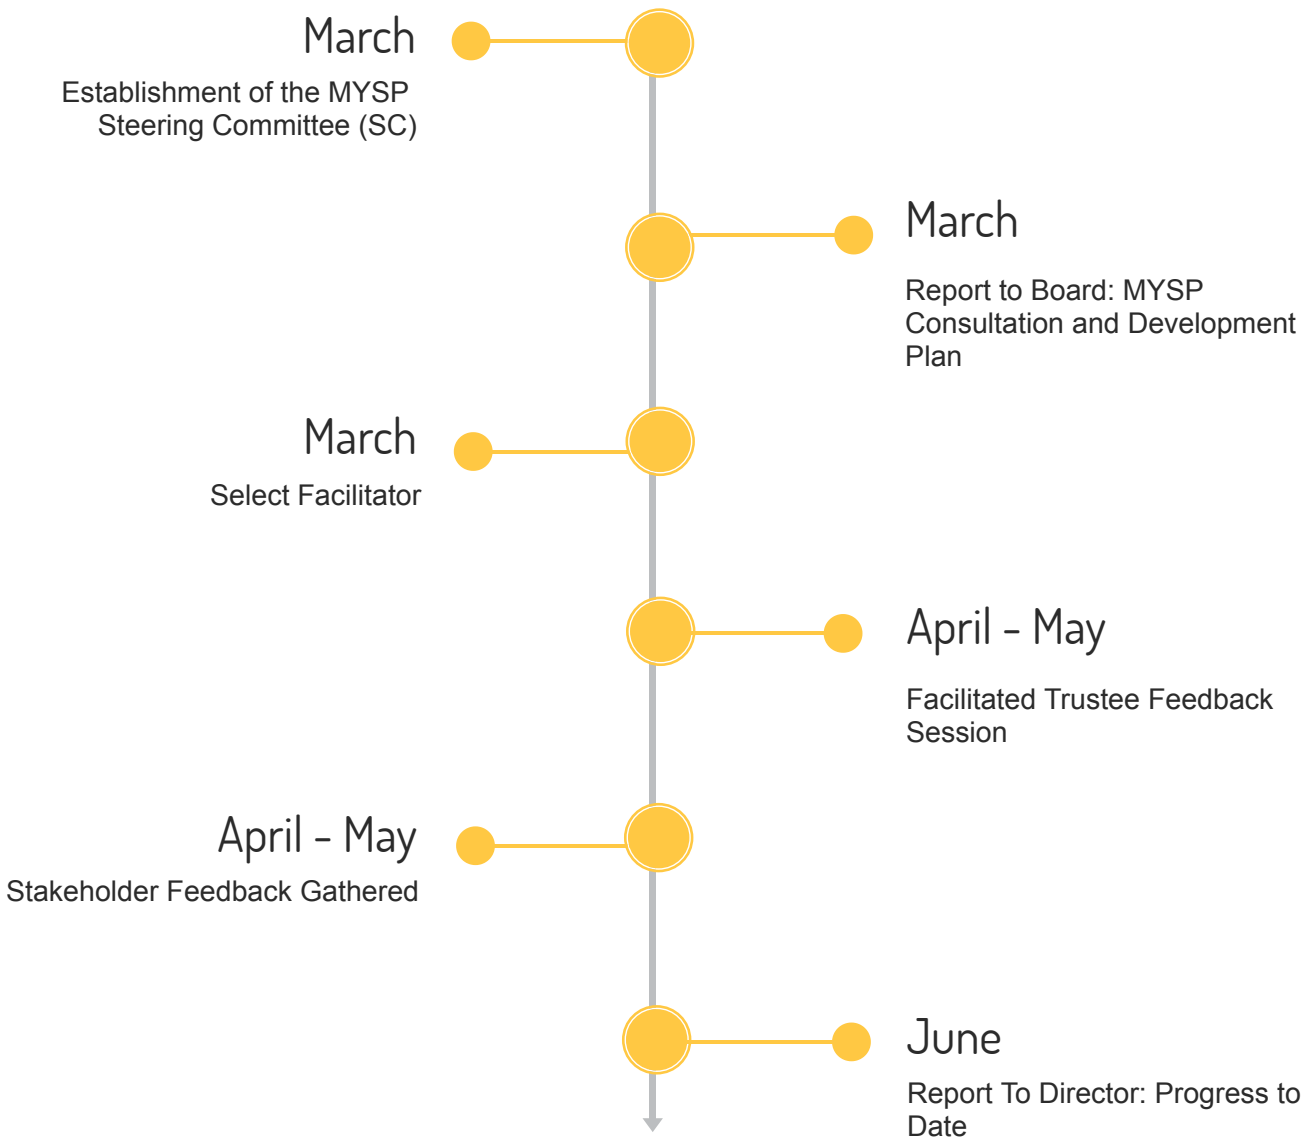 March
Establishment of the MYSP
Steering Committee (SC)
March
Report to Board: MYSP
Consultation and Development
Plan
March
Select Facilitator
April - May
Facilitated Trustee Feedback
Session
April - May
Stakeholder Feedback Gathered
June
Report To Director: Progress to
Date